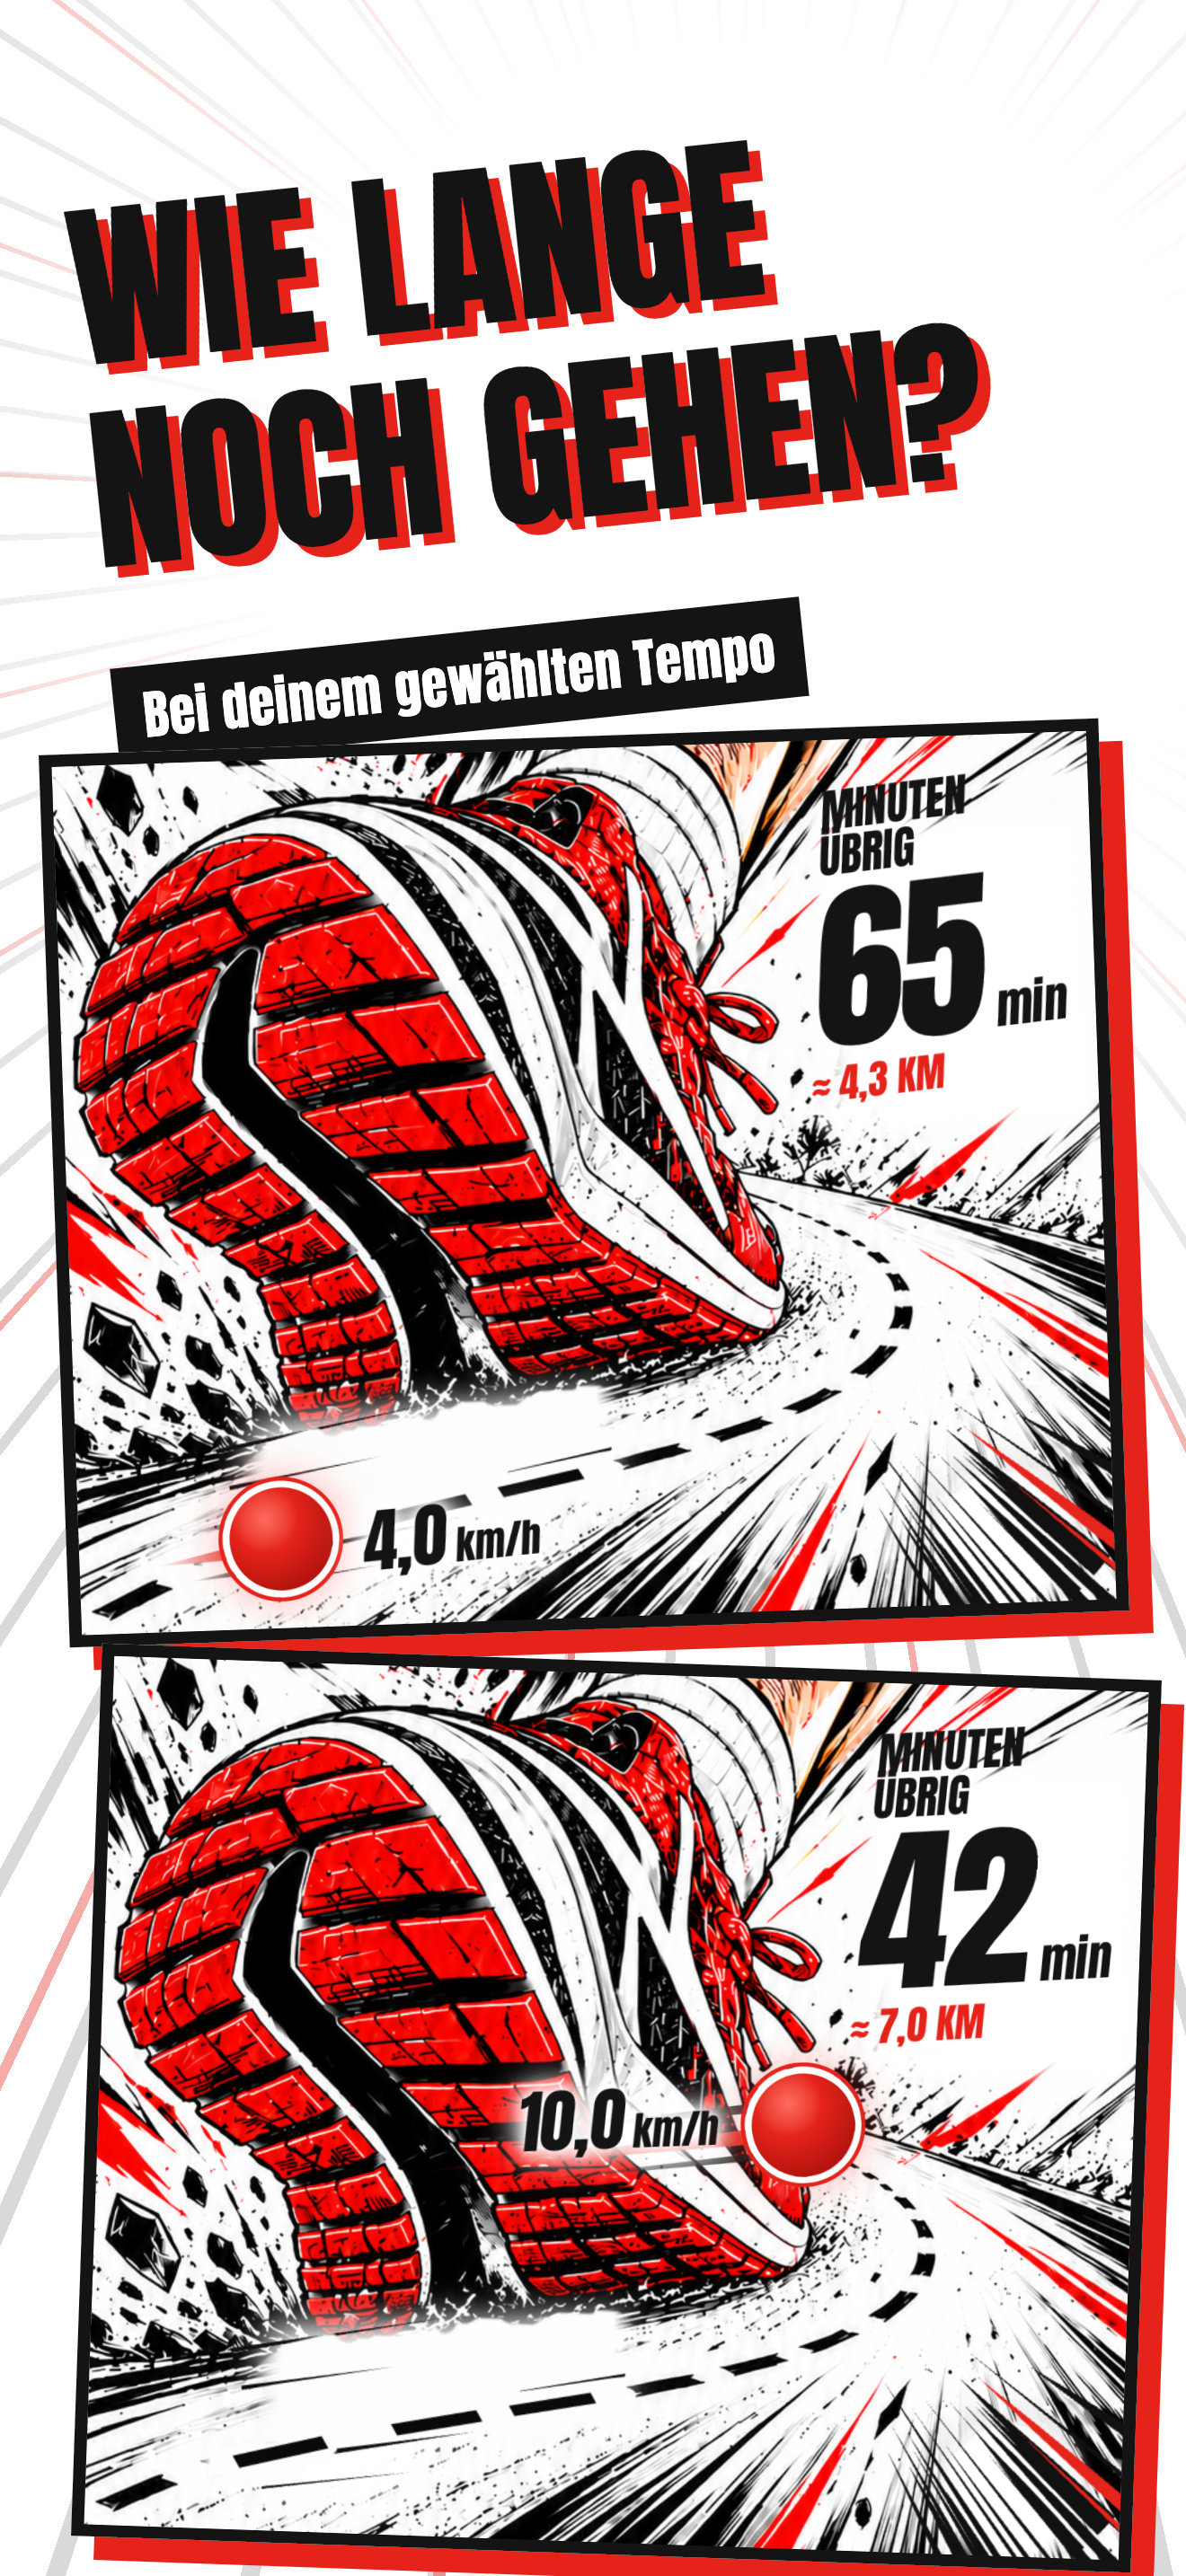 WIE LANGE
NOCH GEHEN?
Bei deinem gewählten Tempo
MINUTEN
ÜBRIG
65 min
≈ 4,3 KM
4,0 km/h
MINUTEN
ÜBRIG
42 min
≈ 7,0 KM
10,0 km/h